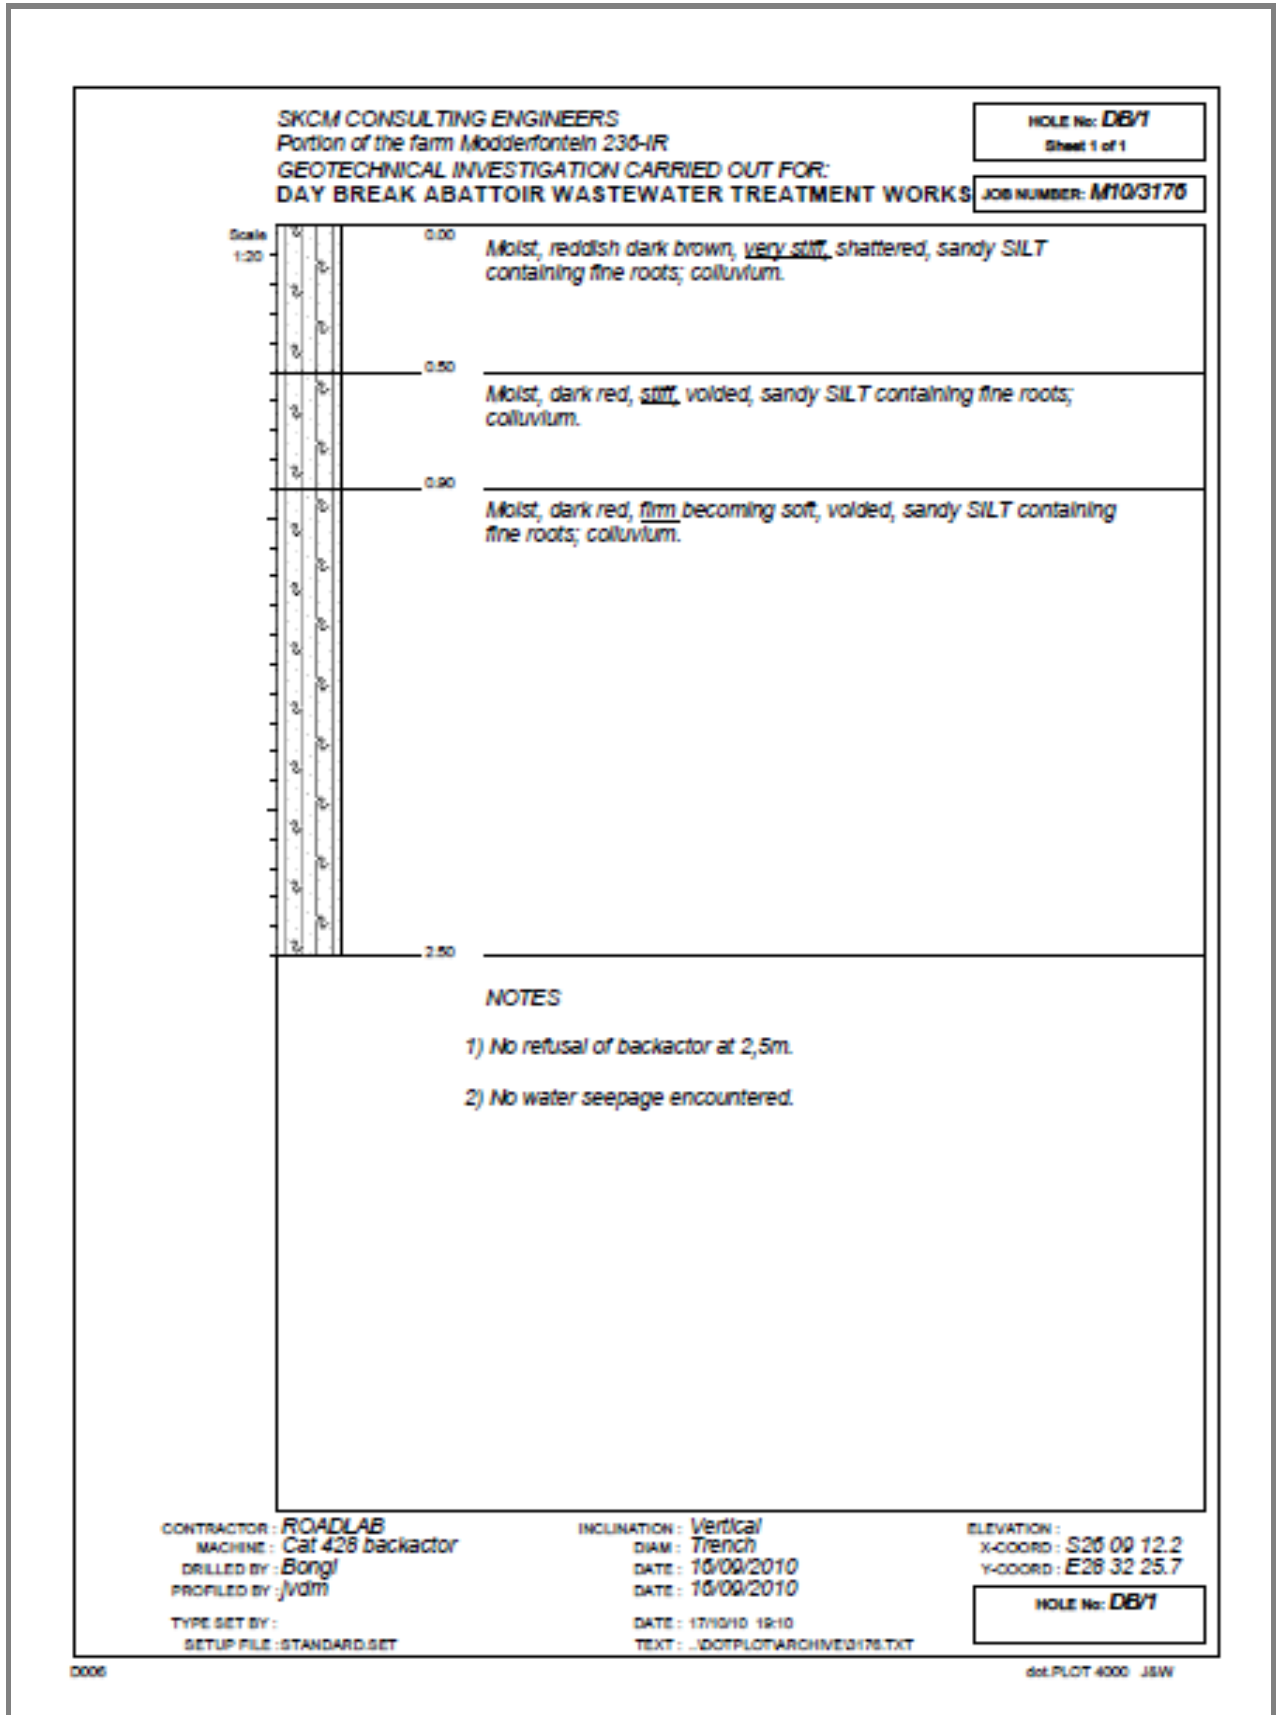 SKCM CONSULTING ENGINEERS
Portion of the farm Modderfontein 236-IR
GEOTECHNICAL INVESTIGATION CARRIED OUT FOR:
DAY BREAK ABATTOIR WASTEWATER TREATMENT WORKS
HOLE No: DB/1
Sheet 1 of 1
JOB NUMBER: M10/3176
Scale
1:20
0.00
Moist, reddish dark brown, very stiff, shattered, sandy SILT
containing fine roots; colluvium.
0.50
Moist, dark red, stiff, voided, sandy SILT containing fine roots;
colluvium.
0.90
Moist, dark red, firm becoming soft, voided, sandy SILT containing
fine roots; colluvium.
2.50
NOTES
1) No refusal of backactor at 2,5m.
2) No water seepage encountered.
CONTRACTOR : ROADLAB
MACHINE : Cat 428 backactor
DRILLED BY : Bongi
PROFILED BY : jvdm
TYPE SET BY :
SETUP FILE : STANDARD.SET
INCLINATION : Vertical
DIAM : Trench
DATE : 16/09/2010
DATE : 16/09/2010
DATE : 17/10/10 19:10
TEXT : ..\DOTPLOT\ARCHIVE\3176.TXT
ELEVATION :
X-COORD : S26 09 12.2
Y-COORD : E28 32 25.7
HOLE No: DB/1
dot.PLOT 4000 J&W